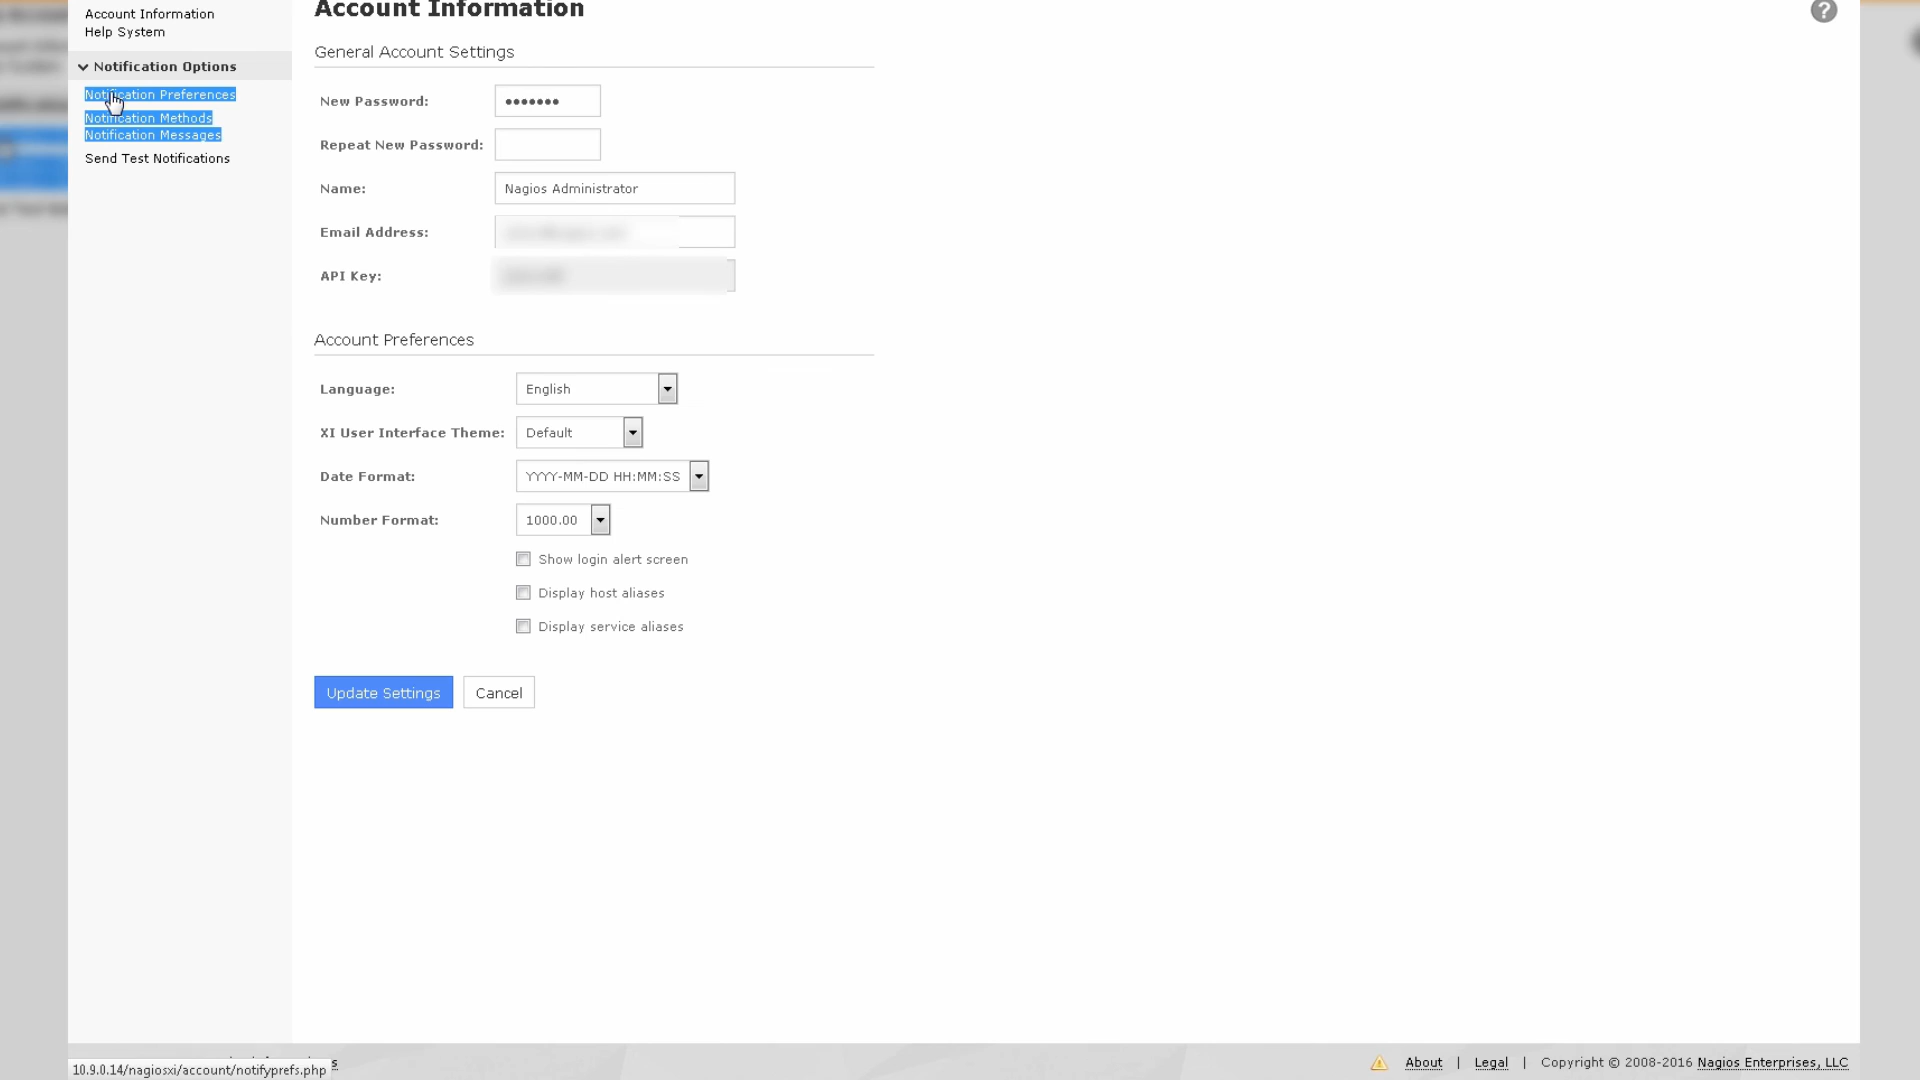 Account Information
Help System
Notification Options
Notification Preferences
Notification Methods
Notification Messages
Send Test Notifications
Account Information
?
General Account Settings
New Password: •••••••
Repeat New Password:
Name: Nagios Administrator
Email Address:
API Key:
Account Preferences
Language: English
XI User Interface Theme: Default
Date Format: YYYY-MM-DD HH:MM:SS
Number Format: 1000.00
Show login alert screen
Display host aliases
Display service aliases
Update Settings Cancel
10.9.0.14/nagiosxi/account/notifyprefs.php
About | Legal | Copyright © 2008-2016 Nagios Enterprises, LLC